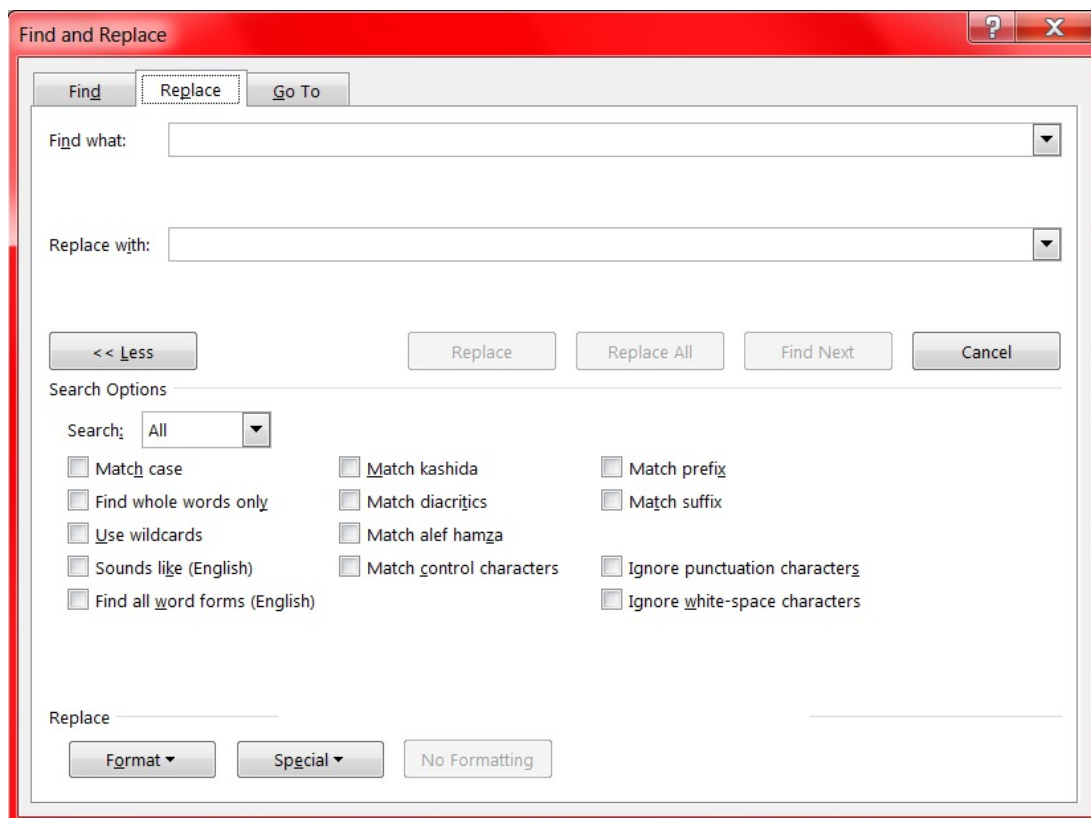 Find and Replace
Find Replace Go To
Find what:
Replace with:
<< Less Replace Replace All Find Next Cancel
Search Options
Search: All
Match case Match kashida Match prefix
Find whole words only Match diacritics Match suffix
Use wildcards Match alef hamza
Sounds like (English) Match control characters Ignore punctuation characters
Find all word forms (English) Ignore white-space characters
Replace
Format Special No Formatting